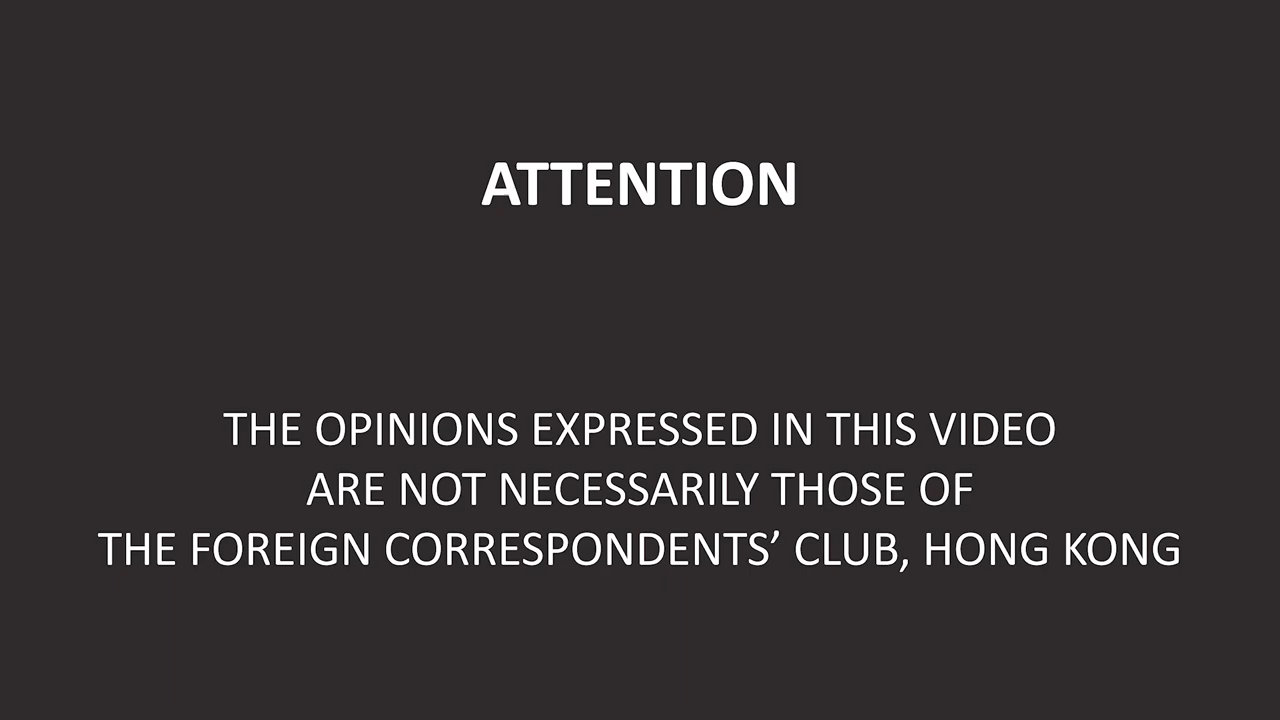 ATTENTION
THE OPINIONS EXPRESSED IN THIS VIDEO
ARE NOT NECESSARILY THOSE OF
THE FOREIGN CORRESPONDENTS’ CLUB, HONG KONG